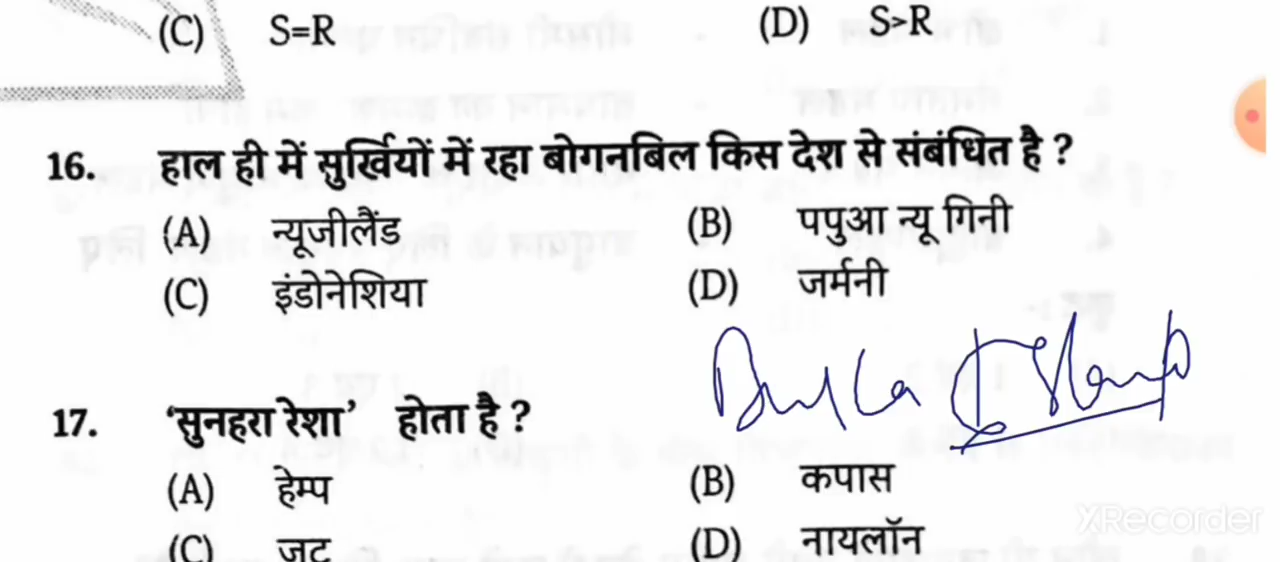 (C) S=R (D) S>R
16. हाल ही में सुर्खियों में रहा बोगनबिल किस देश से संबंधित है ?
(A) न्यूजीलैंड (B) पपुआ न्यू गिनी
(C) इंडोनेशिया (D) जर्मनी
17. 'सुनहरा रेशा' होता है ?
(A) हेम्प (B) कपास
(C) जूट (D) नायलॉन
XRecorder